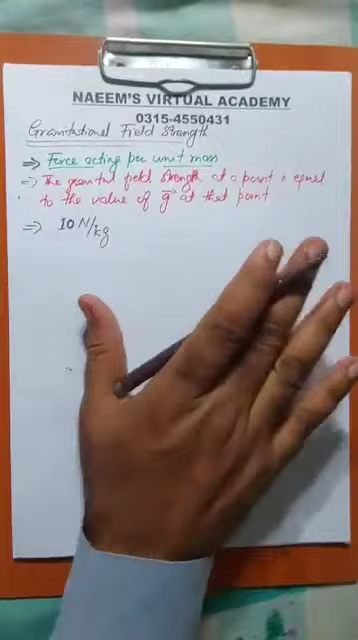 NAEEM'S VIRTUAL ACADEMY
0315-4550431
Gravitational Field Strength
⇒ Force acting per unit mass
⇒ The gravital field strength at a point is equal
to the value of g⃗ at that point
⇒ 10 N/kg